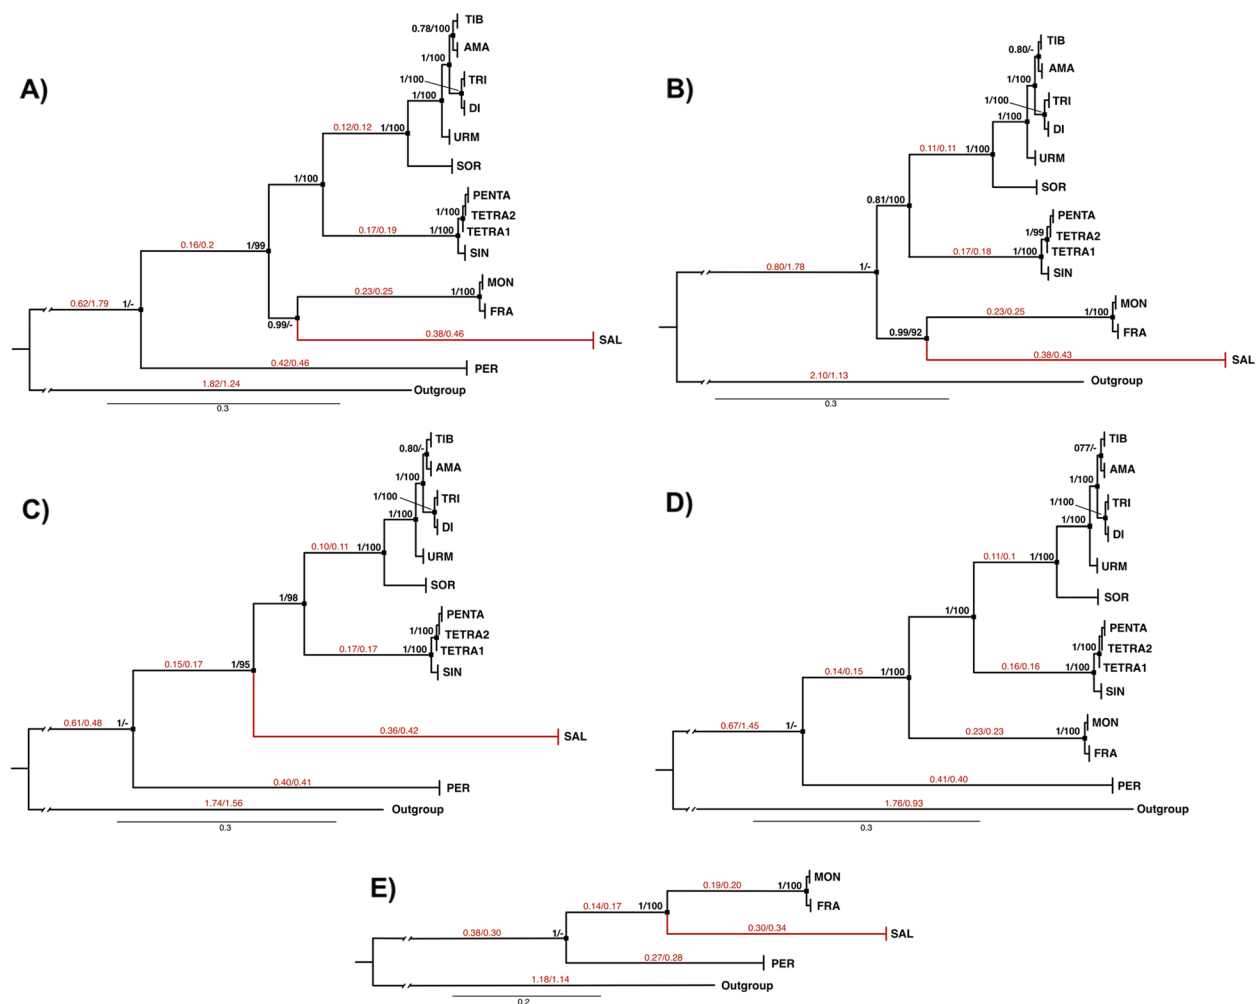 A)
TIB
0.78/100
AMA
1/100
1/100
TRI
1/100
DI
0.12/0.12
1/100
URM
SOR
1/100
PENTA
1/100
TETRA2
0.17/0.19
1/100
TETRA1
SIN
0.16/0.2
1/99
MON
0.23/0.25
1/100
FRA
0.62/1.79
1/-
0.99/-
0.38/0.46
SAL
0.42/0.46
PER
1.82/1.24
Outgroup
0.3
B)
TIB
0.80/-
AMA
1/100
1/100
TRI
1/100
DI
0.11/0.11
1/100
URM
SOR
0.81/100
PENTA
1/99
TETRA2
0.17/0.18
1/100
TETRA1
SIN
0.80/1.78
1/-
MON
0.23/0.25
1/100
FRA
0.99/92
0.38/0.43
SAL
2.10/1.13
Outgroup
0.3
C)
TIB
0.80/-
AMA
1/100
1/100
TRI
1/100
DI
0.10/0.11
1/100
URM
SOR
1/98
PENTA
1/100
TETRA2
0.17/0.17
1/100
TETRA1
SIN
0.15/0.17
1/95
0.61/0.48
1/-
0.36/0.42
SAL
0.40/0.41
PER
1.74/1.56
Outgroup
0.3
D)
TIB
077/-
AMA
1/100
1/100
TRI
1/100
DI
0.11/0.1
1/100
URM
SOR
1/100
PENTA
1/100
TETRA2
0.16/0.16
1/100
TETRA1
SIN
0.14/0.15
1/100
MON
0.23/0.23
1/100
FRA
0.67/1.45
1/-
0.41/0.40
PER
1.76/0.93
Outgroup
0.3
E)
MON
0.19/0.20
1/100
FRA
0.14/0.17
1/100
0.38/0.30
1/-
0.30/0.34
SAL
0.27/0.28
PER
1.18/1.14
Outgroup
0.2